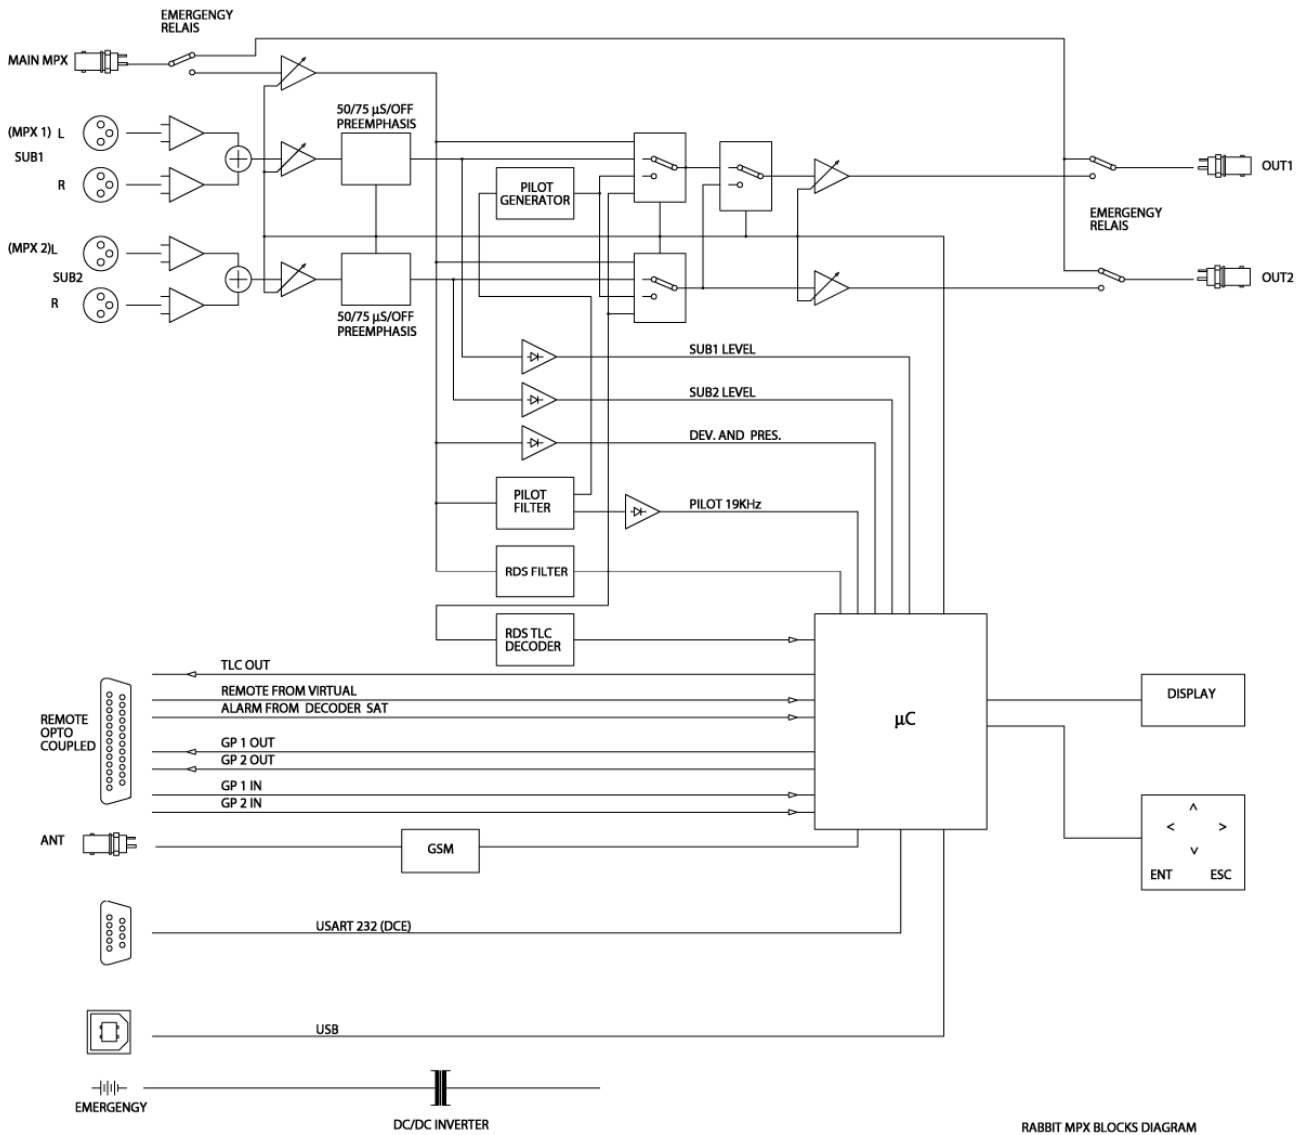 EMERGENCY
RELAIS
MAIN MPX
50/75 µS/OFF
PREEMPHASIS
(MPX 1) L
SUB1
R
PILOT
GENERATOR
OUT1
EMERGENCY
RELAIS
(MPX 2)L
SUB2
R
OUT2
50/75 µS/OFF
PREEMPHASIS
SUB1 LEVEL
SUB2 LEVEL
DEV. AND PRES.
PILOT
FILTER
PILOT 19KHz
RDS FILTER
RDS TLC
DECODER
TLC OUT
REMOTE FROM VIRTUAL
ALARM FROM DECODER SAT
REMOTE
OPTO
COUPLED
GP 1 OUT
GP 2 OUT
GP 1 IN
GP 2 IN
µC
DISPLAY
ANT
GSM
^
< >
v
ENT ESC
USART 232 (DCE)
USB
EMERGENGY
DC/DC INVERTER
RABBIT MPX BLOCKS DIAGRAM